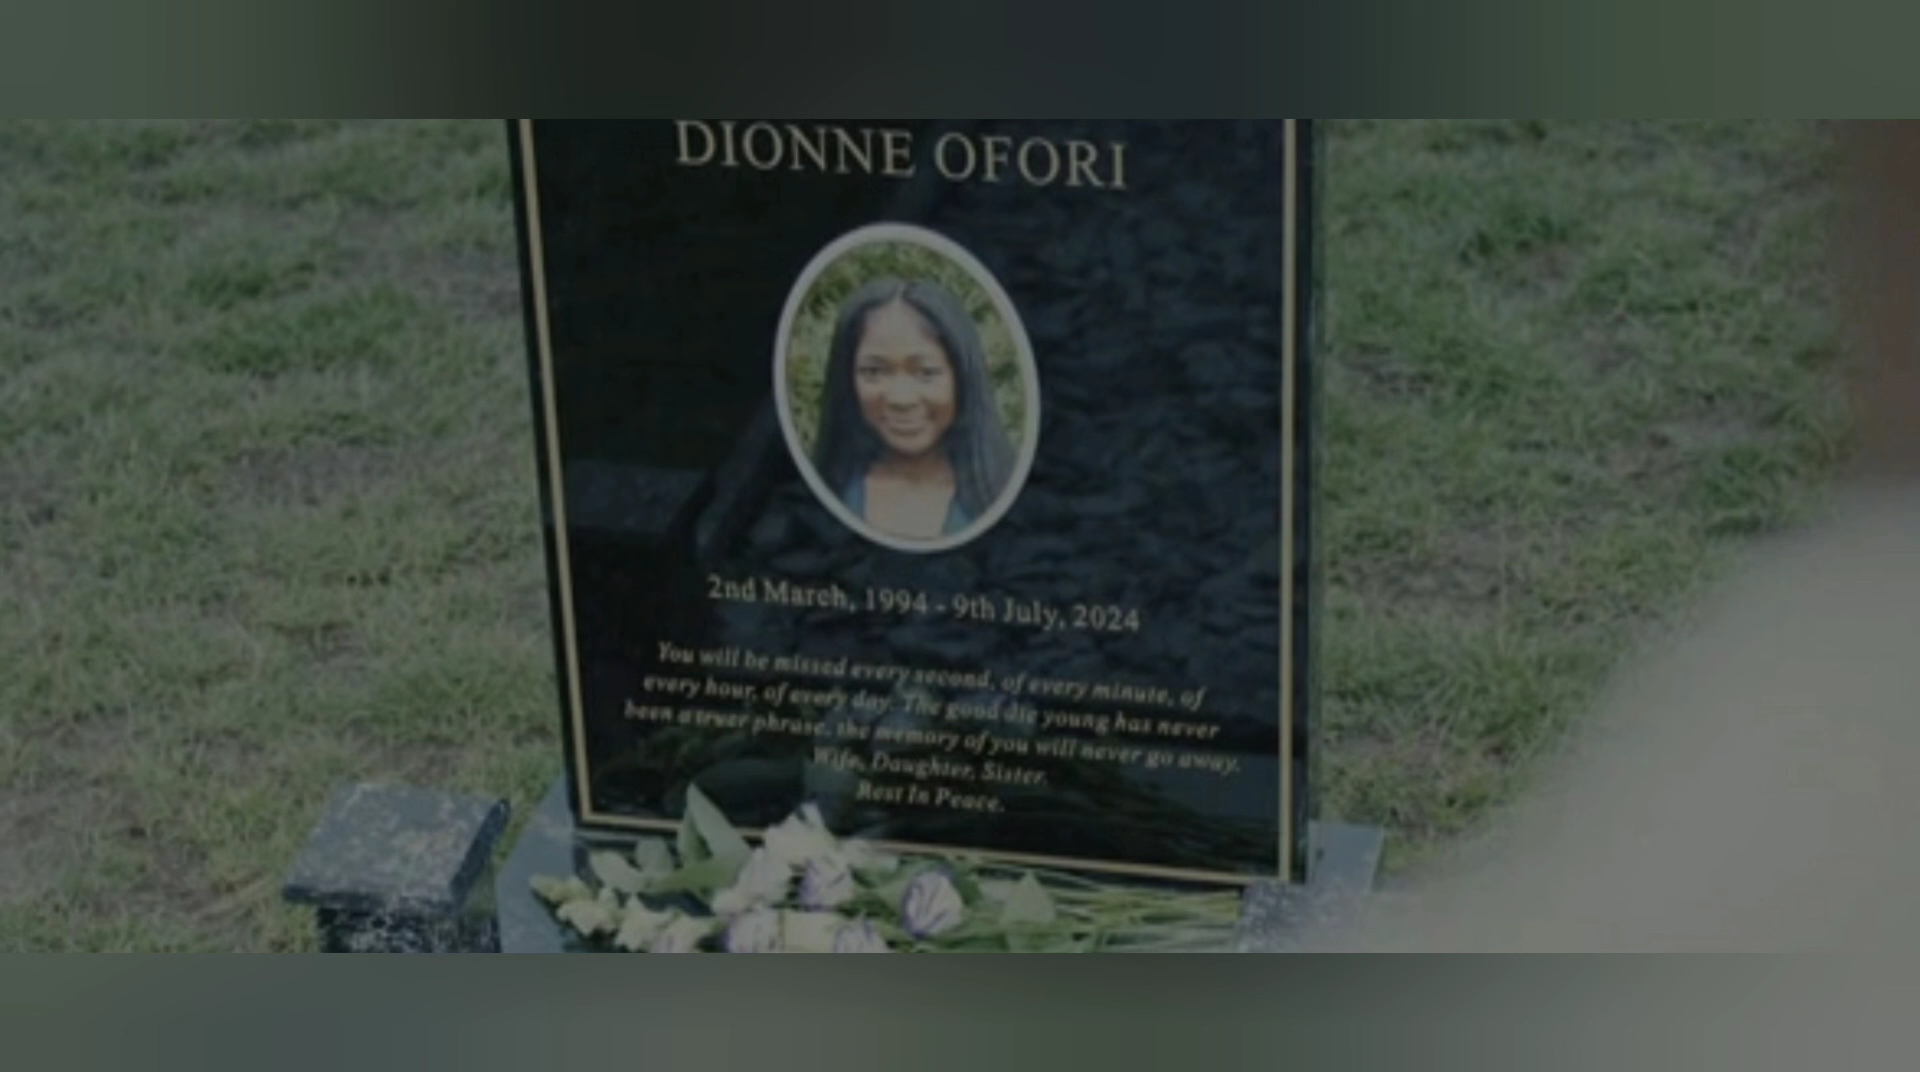 DIONNE OFORI
2nd March, 1994 - 9th July, 2024
You will be missed every second, of every minute, of
every hour, of every day. The good die young has never
been a truer phrase, the memory of you will never go away.
Wife, Daughter, Sister.
Rest In Peace.